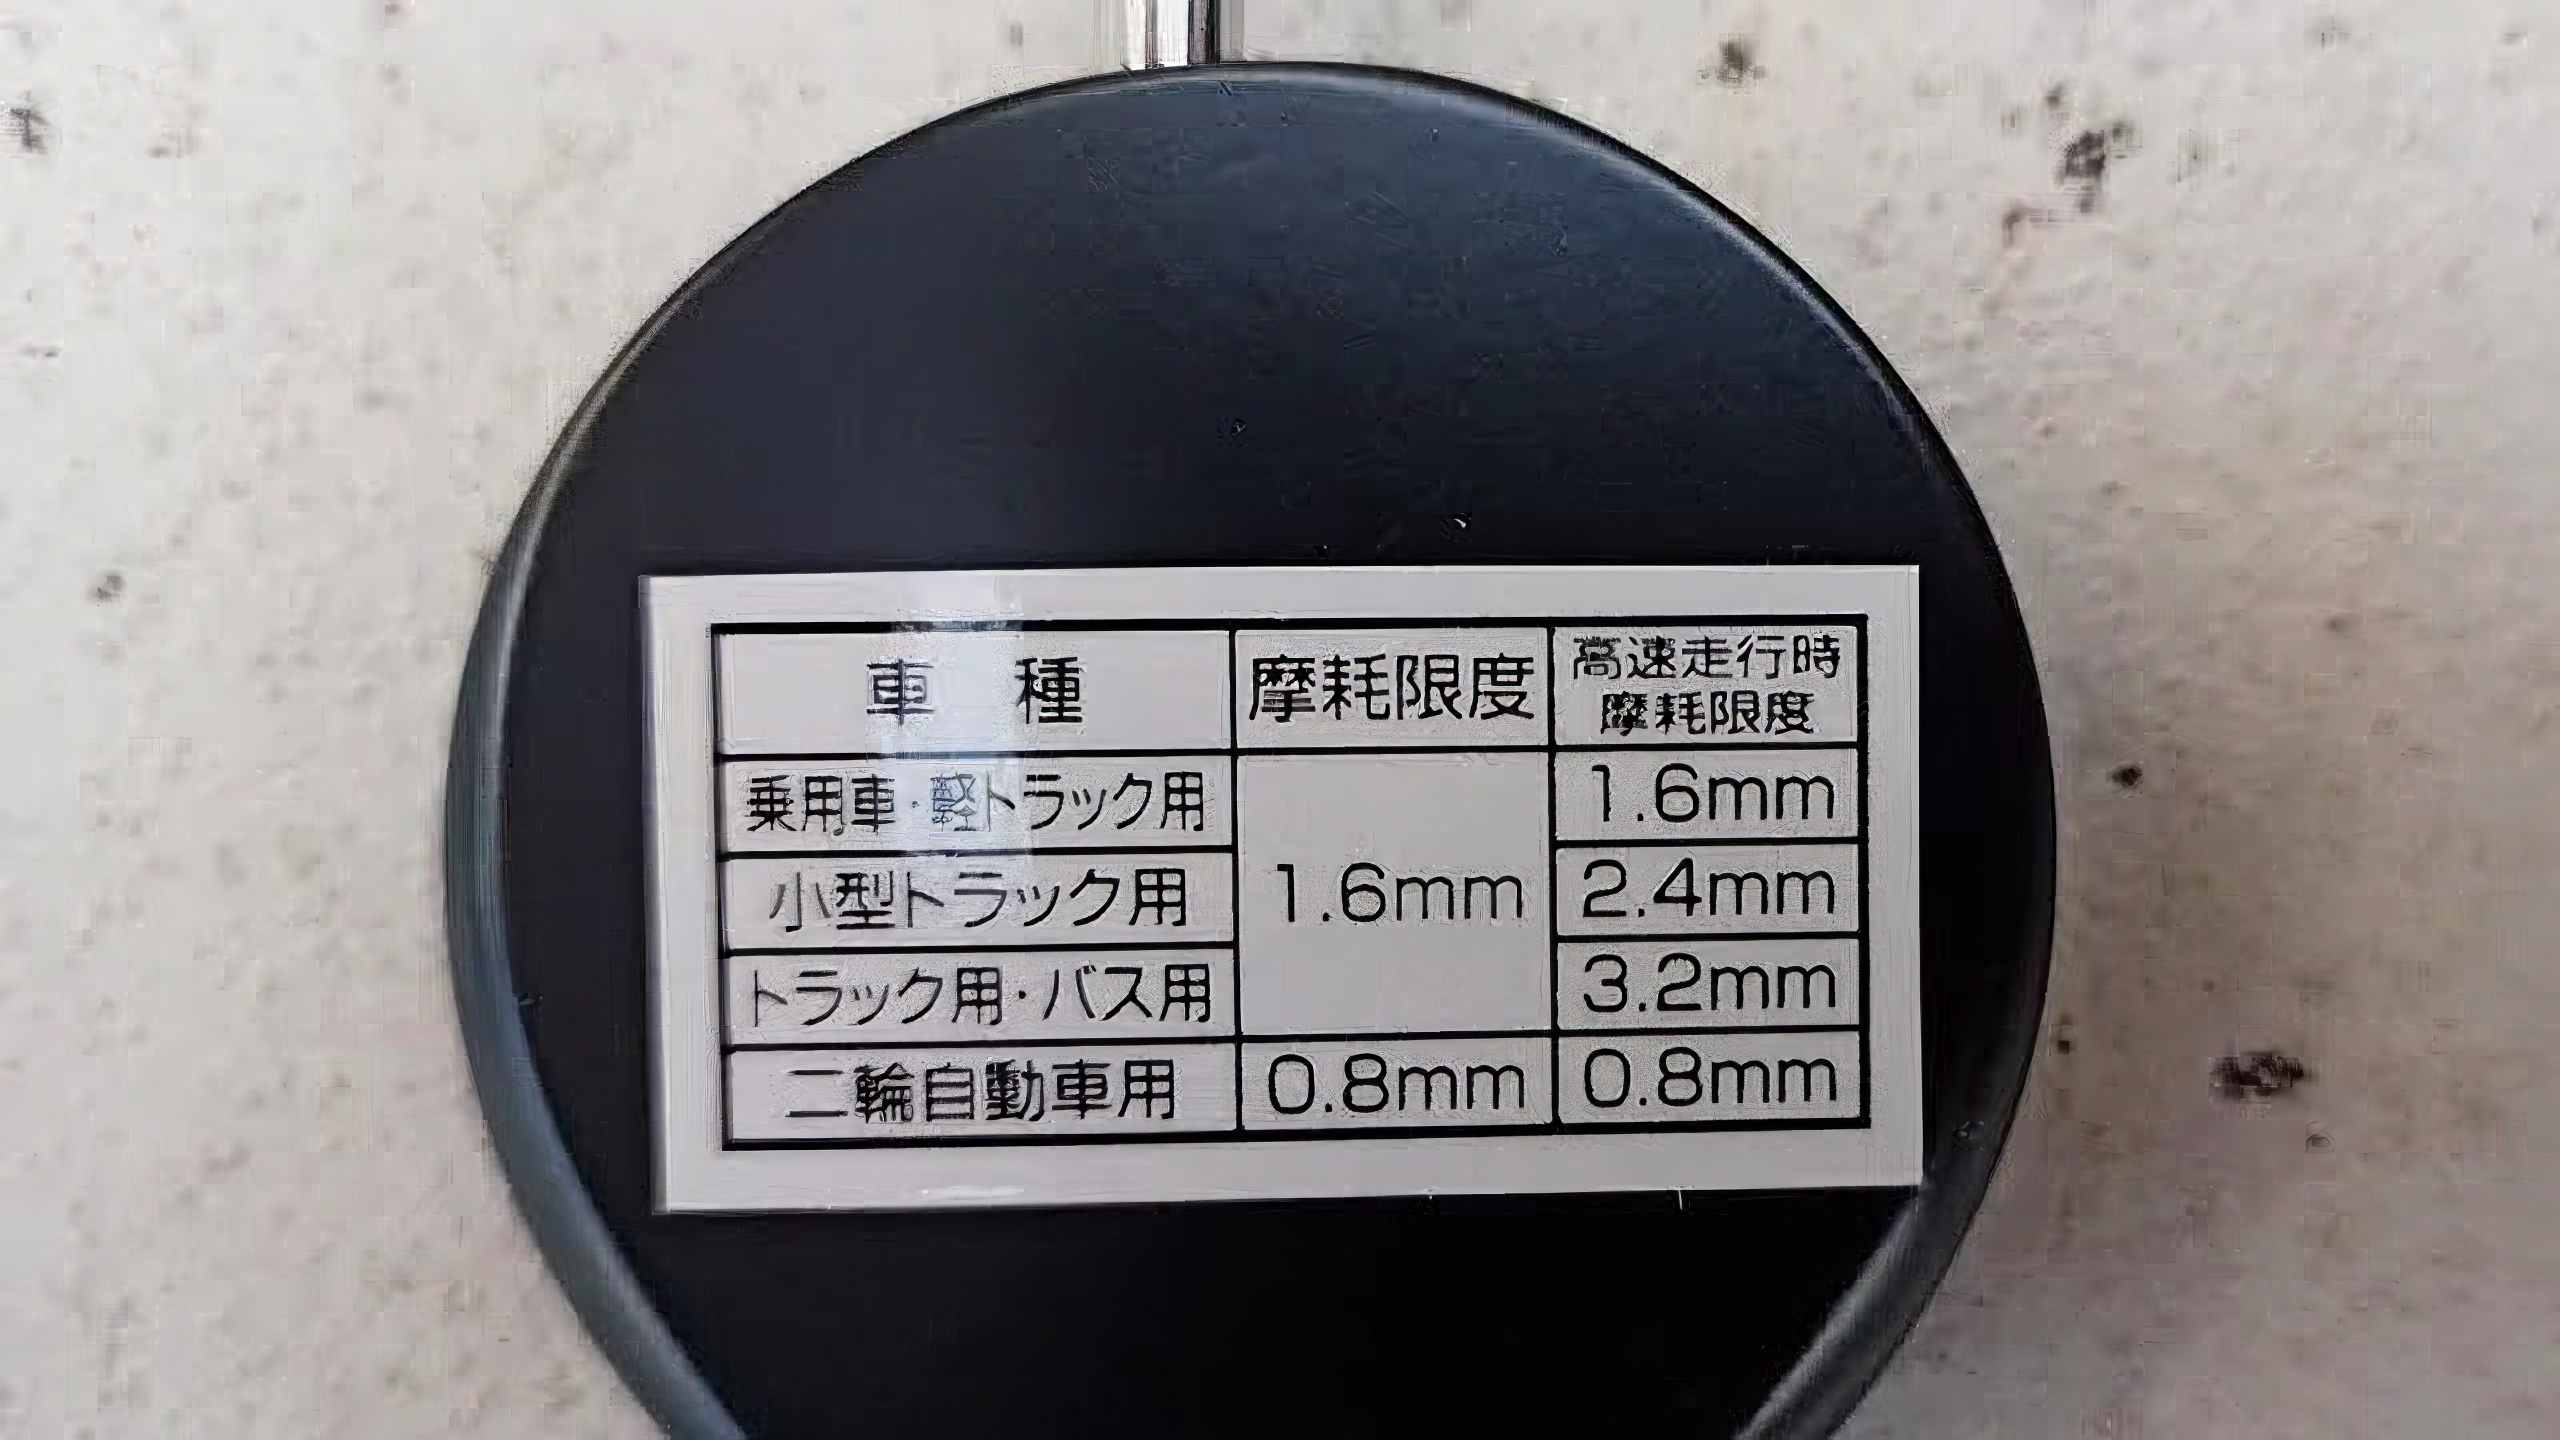 車 種
摩耗限度
高速走行時
摩耗限度
乗用車・軽トラック用
1.6mm
小型トラック用
1.6mm
2.4mm
トラック用・バス用
3.2mm
二輪自動車用
0.8mm
0.8mm